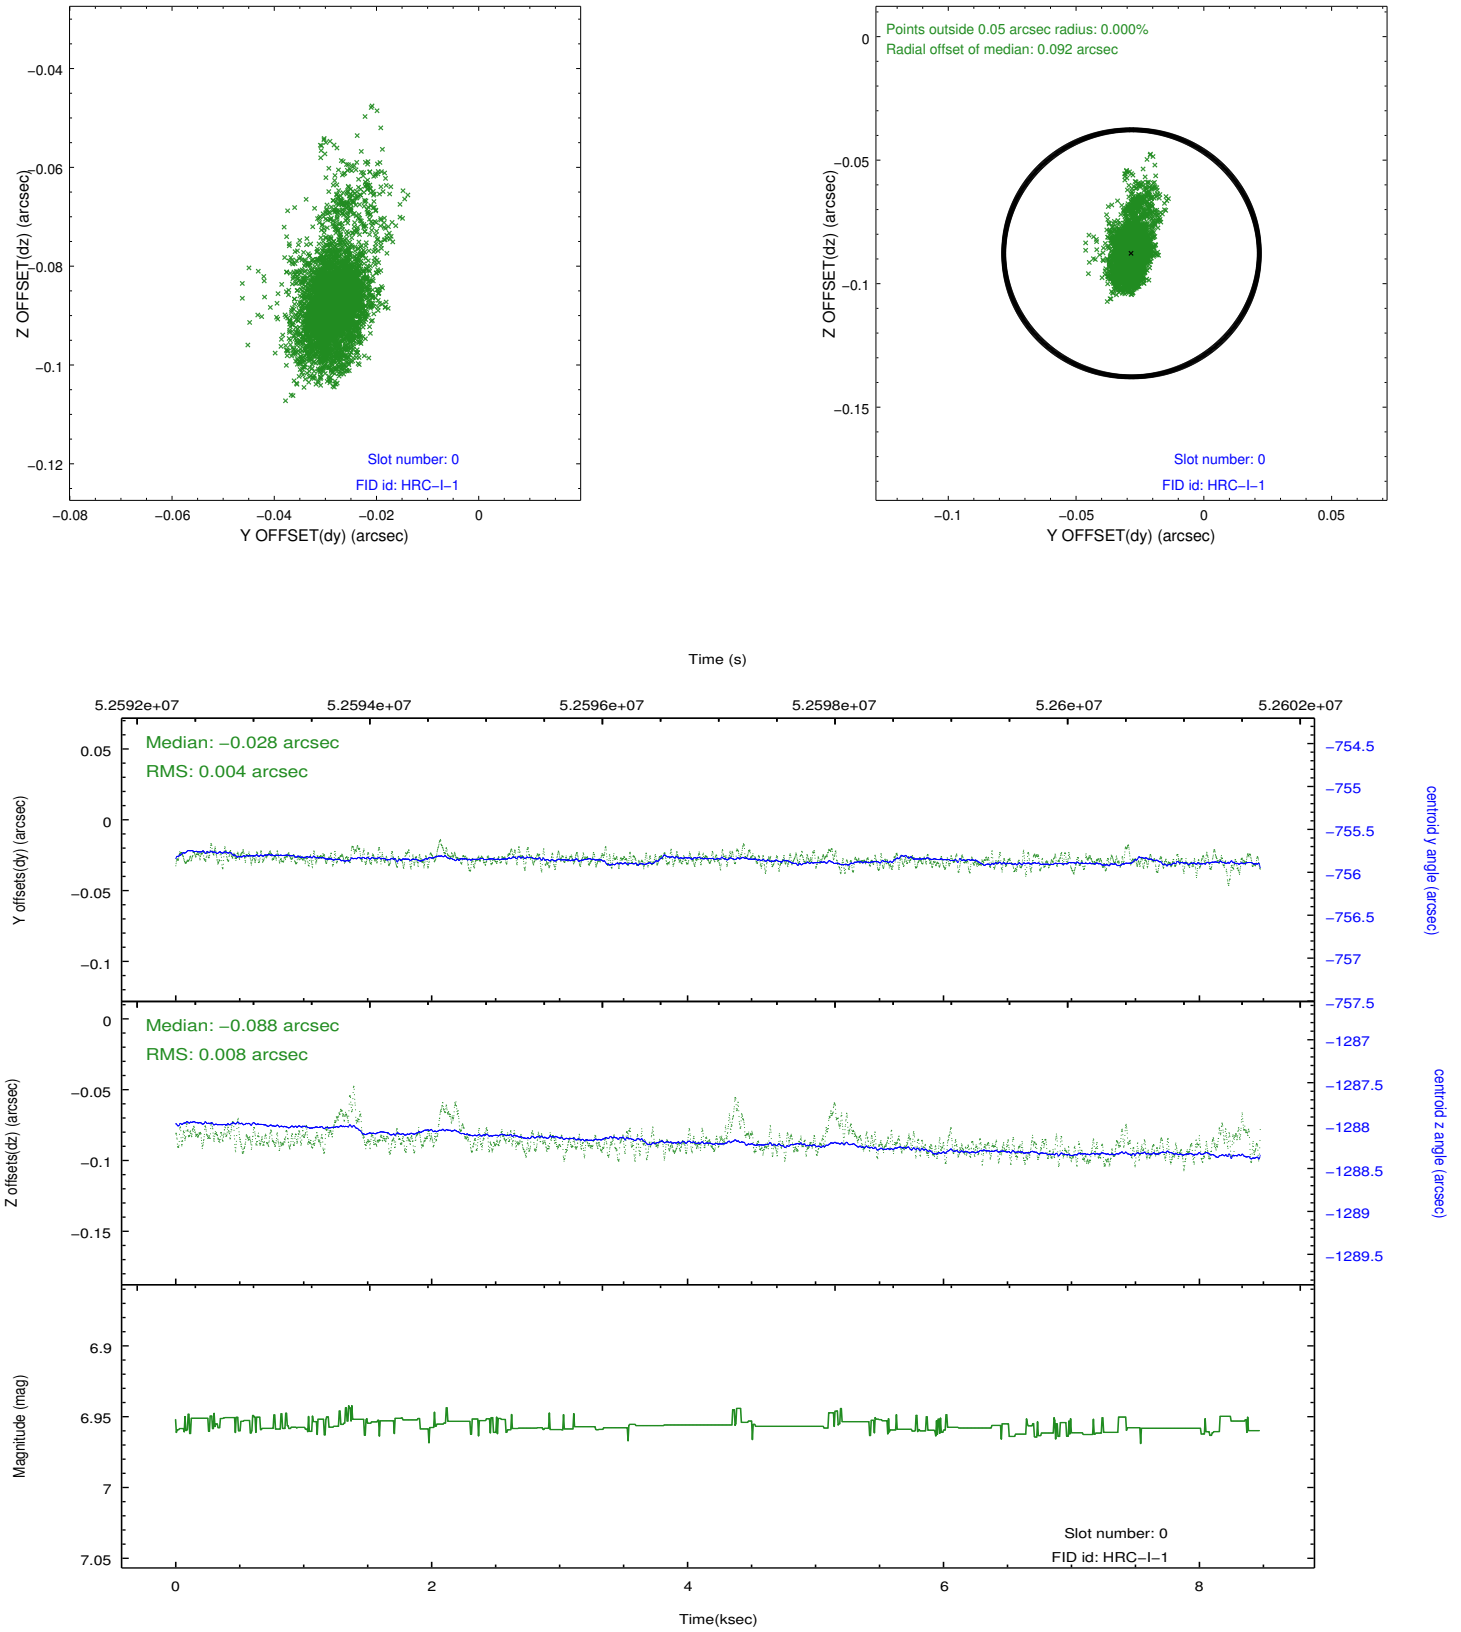 −0.04
−0.06
−0.08
−0.1
−0.12
Z OFFSET(dz) (arcsec)
Slot number: 0
FID id: HRC−I−1
−0.08 −0.06 −0.04 −0.02 0
Y OFFSET(dy) (arcsec)
Points outside 0.05 arcsec radius: 0.000%
Radial offset of median: 0.092 arcsec
0
−0.05
−0.1
−0.15
Z OFFSET(dz) (arcsec)
Slot number: 0
FID id: HRC−I−1
−0.1 −0.05 0 0.05
Y OFFSET(dy) (arcsec)
Time (s)
5.2592e+07 5.2594e+07 5.2596e+07 5.2598e+07 5.26e+07 5.2602e+07
Median: −0.028 arcsec
RMS: 0.004 arcsec
0.05
0
−0.05
−0.1
Y offsets(dy) (arcsec)
−754.5
−755
−755.5
−756
−756.5
−757
−757.5
centroid y angle (arcsec)
Median: −0.088 arcsec
RMS: 0.008 arcsec
0
−0.05
−0.1
−0.15
Z offsets(dz) (arcsec)
−1287
−1287.5
−1288
−1288.5
−1289
−1289.5
centroid z angle (arcsec)
6.9
6.95
7
7.05
Magnitude (mag)
Slot number: 0
FID id: HRC−I−1
0 2 4 6 8
Time(ksec)